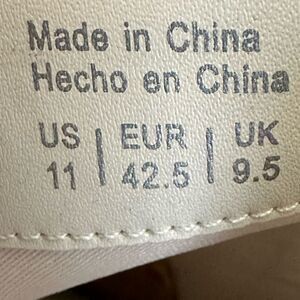 Made in China
Hecho en China
US | EUR | UK
11 | 42.5 | 9.5